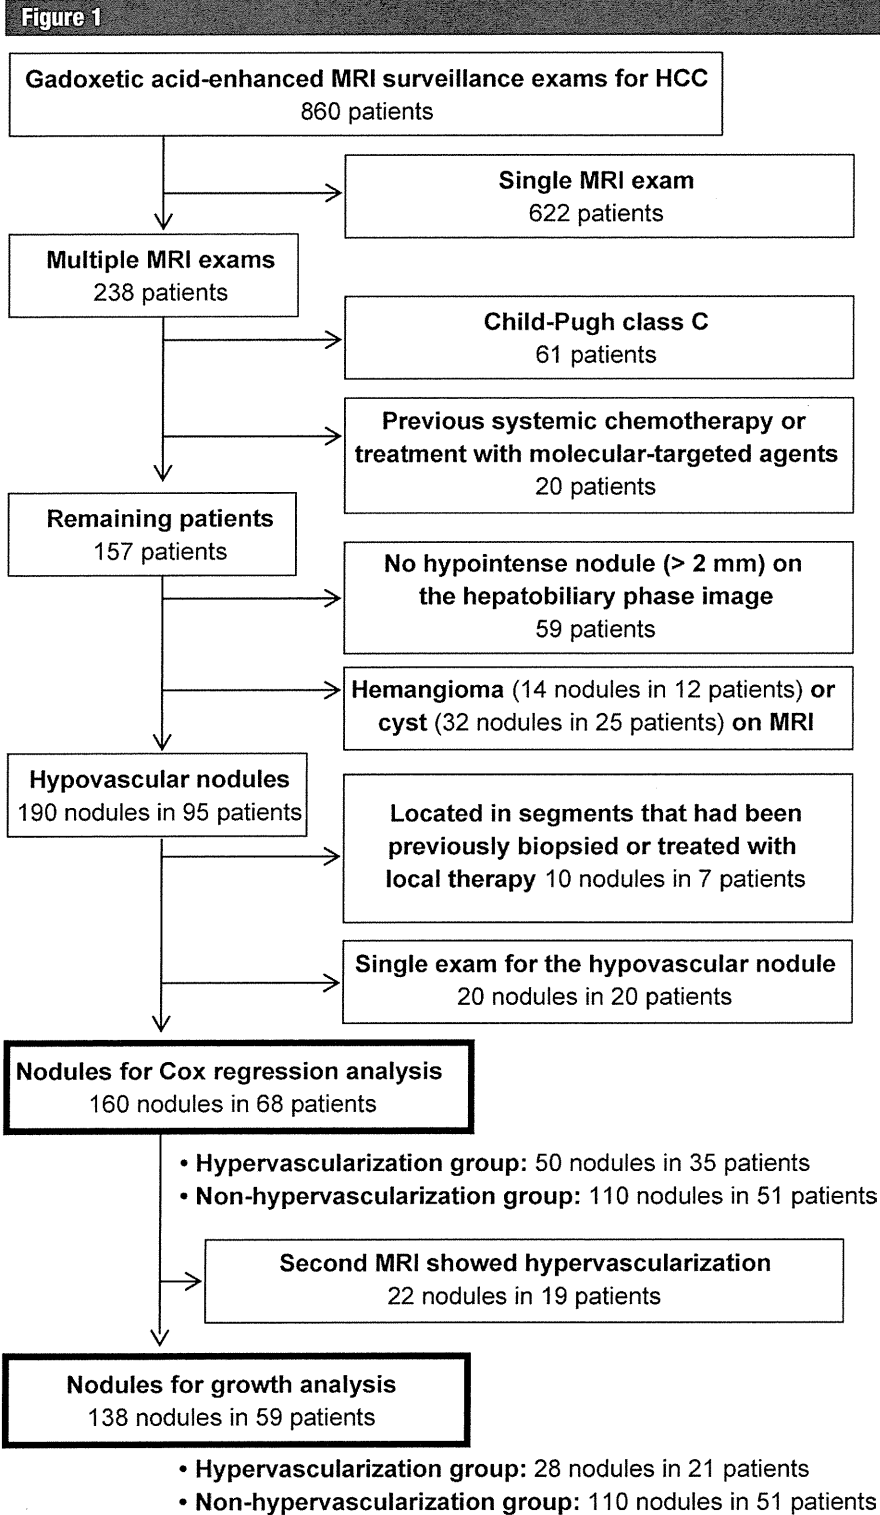 Figure 1
Gadoxetic acid-enhanced MRI surveillance exams for HCC
860 patients
Single MRI exam
622 patients
Multiple MRI exams
238 patients
Child-Pugh class C
61 patients
Previous systemic chemotherapy or
treatment with molecular-targeted agents
20 patients
Remaining patients
157 patients
No hypointense nodule (> 2 mm) on
the hepatobiliary phase image
59 patients
Hemangioma (14 nodules in 12 patients) or
cyst (32 nodules in 25 patients) on MRI
Hypovascular nodules
190 nodules in 95 patients
Located in segments that had been
previously biopsied or treated with
local therapy 10 nodules in 7 patients
Single exam for the hypovascular nodule
20 nodules in 20 patients
Nodules for Cox regression analysis
160 nodules in 68 patients
• Hypervascularization group: 50 nodules in 35 patients
• Non-hypervascularization group: 110 nodules in 51 patients
Second MRI showed hypervascularization
22 nodules in 19 patients
Nodules for growth analysis
138 nodules in 59 patients
• Hypervascularization group: 28 nodules in 21 patients
• Non-hypervascularization group: 110 nodules in 51 patients